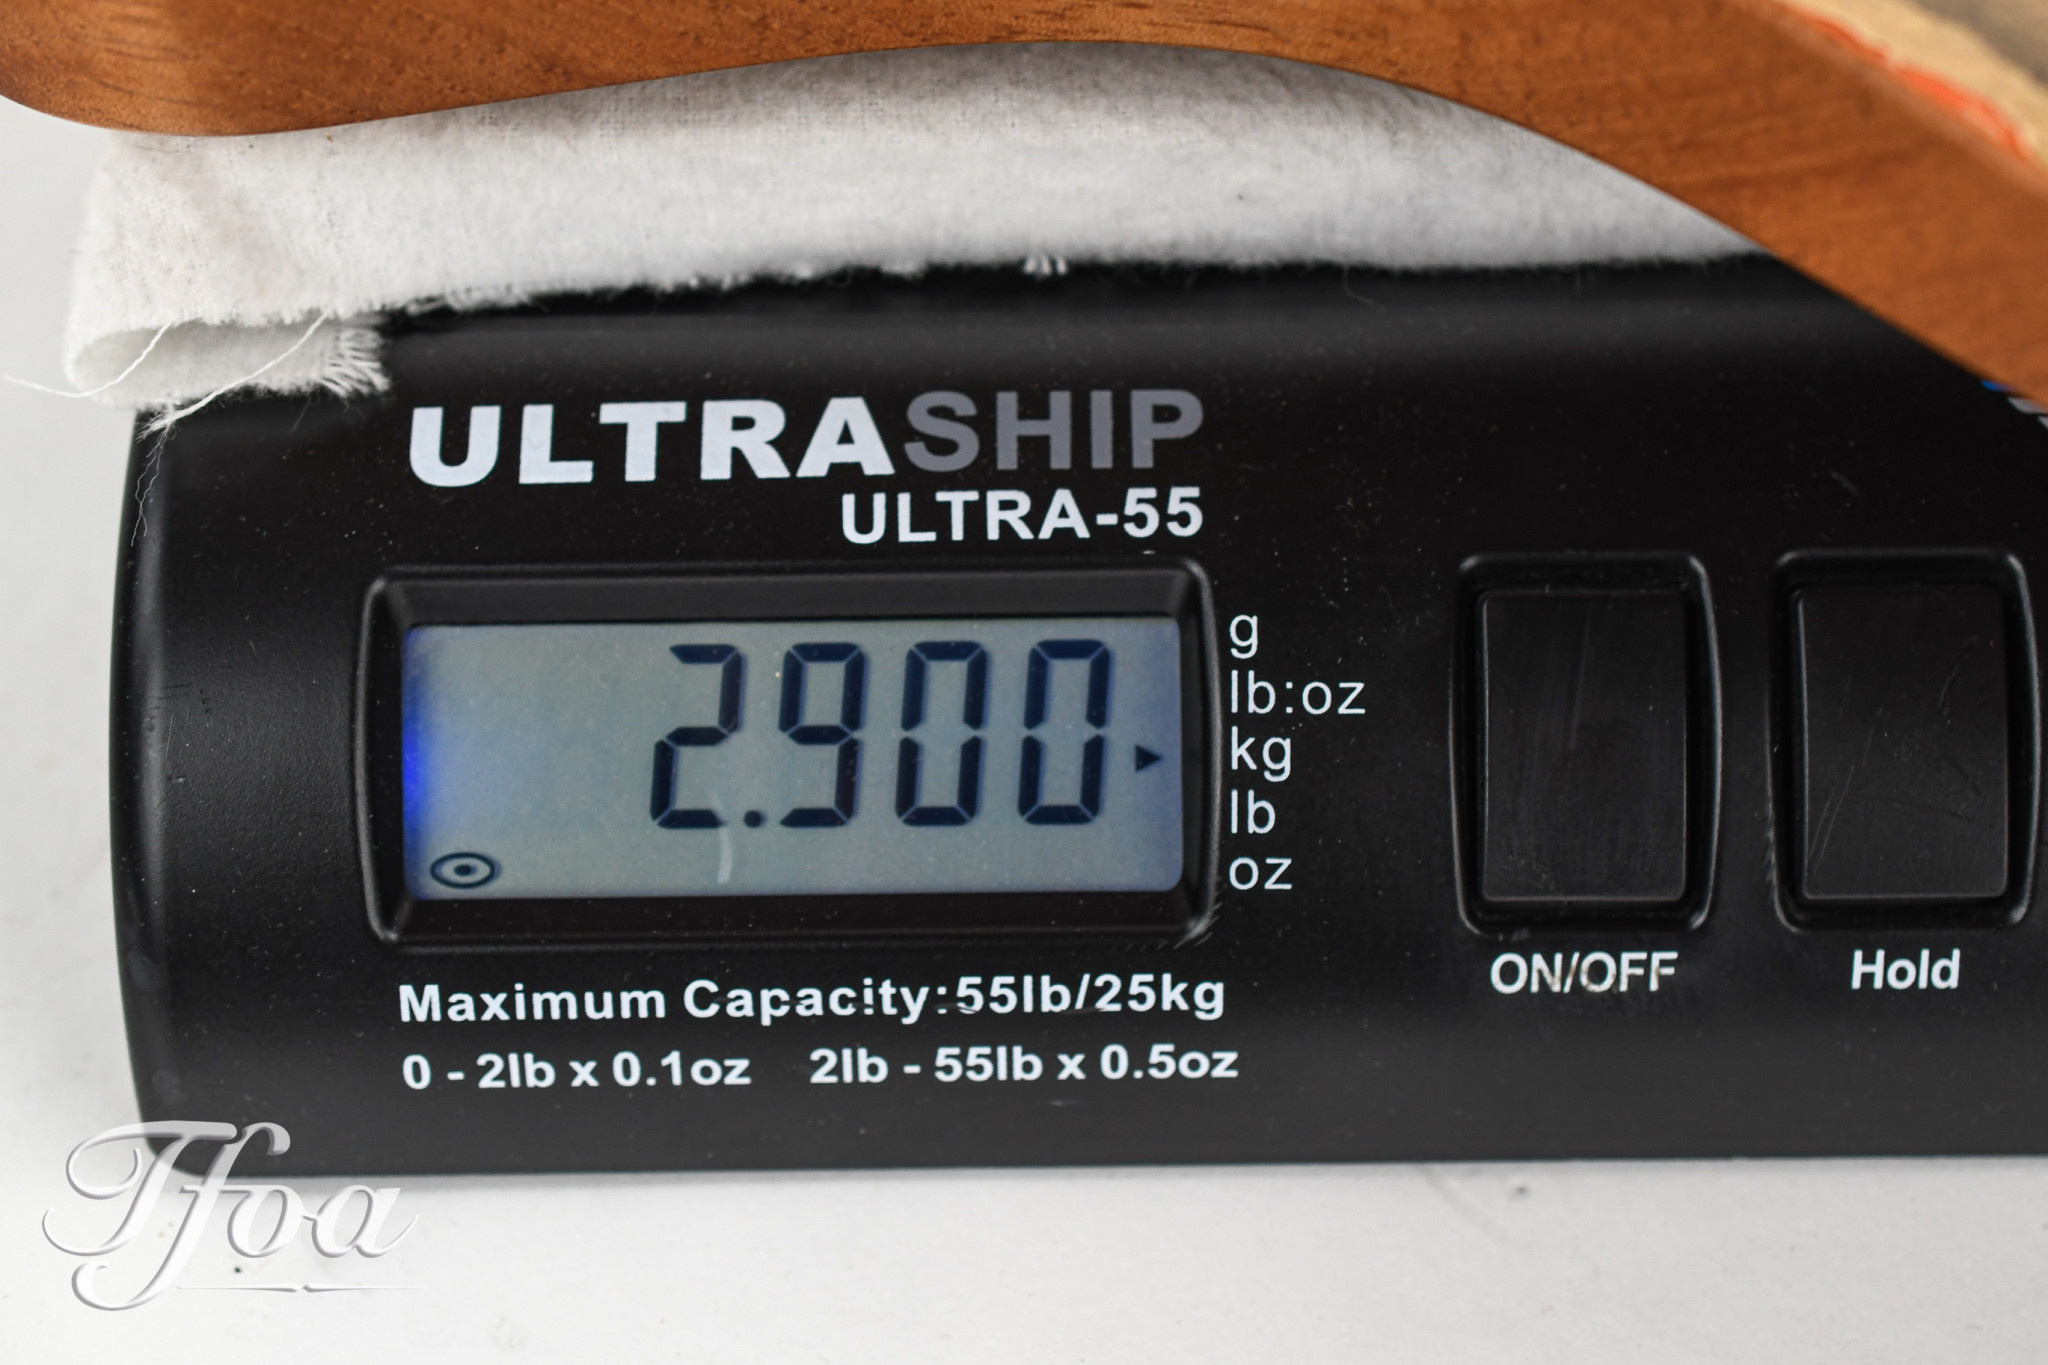 ULTRASHIP
ULTRA-55
2.900
g
lb:oz
kg
lb
oz
ON/OFF
Hold
Maximum Capacity:55lb/25kg
0 - 2lb x 0.1oz 2lb - 55lb x 0.5oz
Tfoa